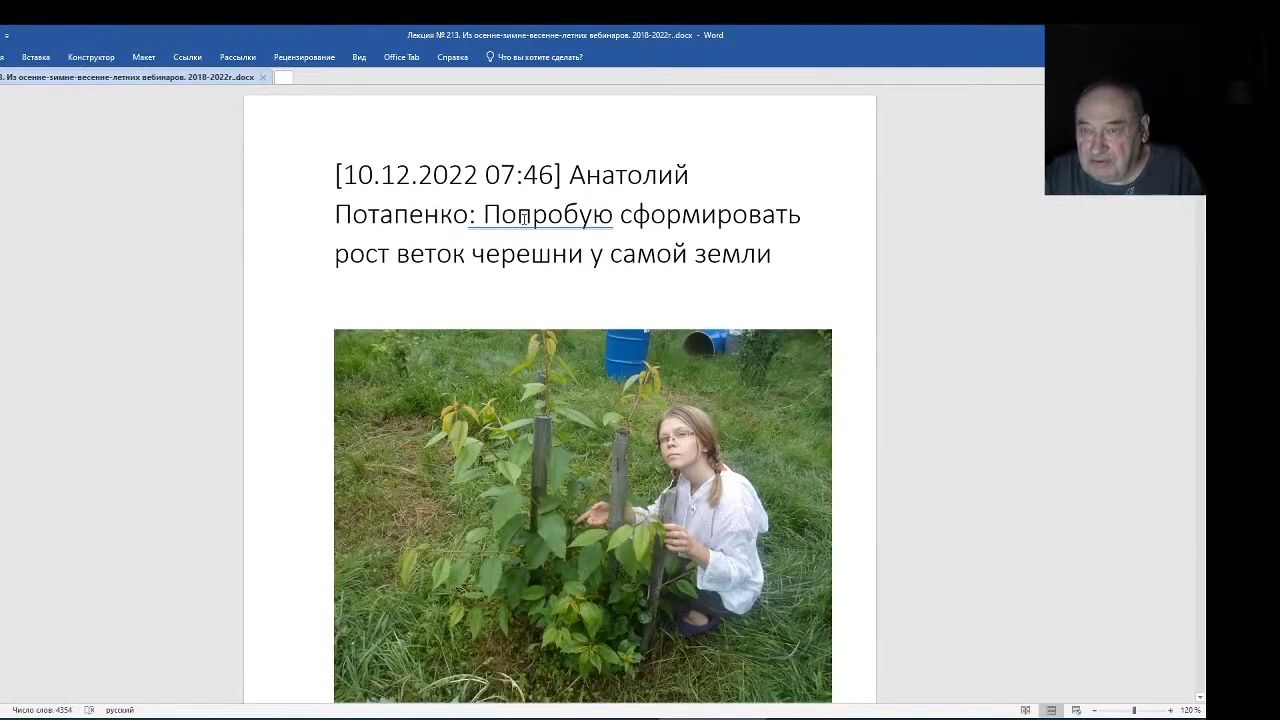 Лекция № 213. Из осенне-зимне-весенне-летних вебинаров. 2018-2022г..docx - Word
Вставка Конструктор Макет Ссылки Рассылки Рецензирование Вид Office Tab Справка Что вы хотите сделать?
3. Из осенне-зимне-весенне-летних вебинаров. 2018-2022г..docx
[10.12.2022 07:46] Анатолий
Потапенко: Попробую сформировать
рост веток черешни у самой земли
Число слов: 4354 русский 120 %